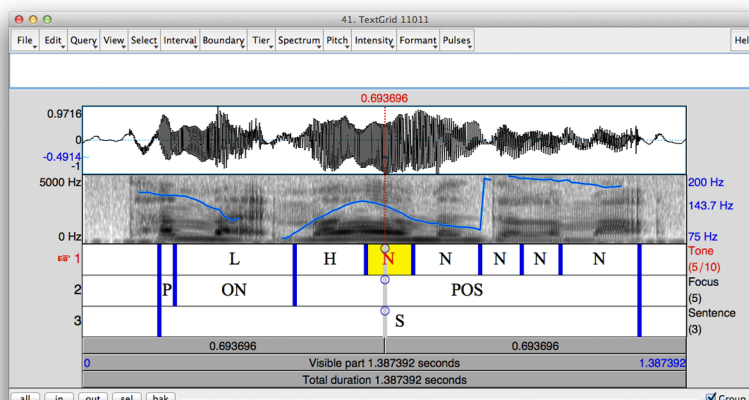 41. TextGrid 11011
File Edit Query View Select Interval Boundary Tier Spectrum Pitch Intensity Formant Pulses Hel
0.693696
0.9716
0
-0.4914
-1
5000 Hz 200 Hz
143.7 Hz
0 Hz 75 Hz
1 L H N N N N N Tone
(5/10)
2 P ON POS Focus
(5)
3 S Sentence
(3)
0.693696 0.693696
0 Visible part 1.387392 seconds 1.387392
Total duration 1.387392 seconds
all in out sel bak Group